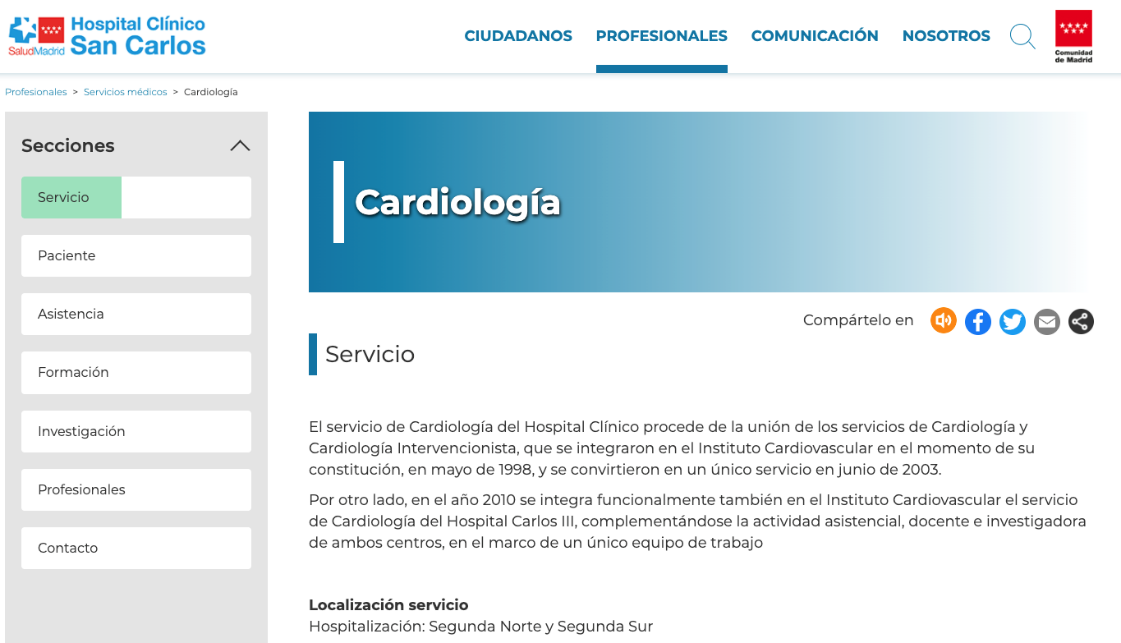 Hospital Clínico
San Carlos
SaludMadrid
CIUDADANOS PROFESIONALES COMUNICACIÓN NOSOTROS
Comunidad
de Madrid
Profesionales > Servicios médicos > Cardiología
Secciones
Servicio
Paciente
Asistencia
Formación
Investigación
Profesionales
Contacto
Cardiología
Compártelo en
Servicio
El servicio de Cardiología del Hospital Clínico procede de la unión de los servicios de Cardiología y
Cardiología Intervencionista, que se integraron en el Instituto Cardiovascular en el momento de su
constitución, en mayo de 1998, y se convirtieron en un único servicio en junio de 2003.
Por otro lado, en el año 2010 se integra funcionalmente también en el Instituto Cardiovascular el servicio
de Cardiología del Hospital Carlos III, complementándose la actividad asistencial, docente e investigadora
de ambos centros, en el marco de un único equipo de trabajo
Localización servicio
Hospitalización: Segunda Norte y Segunda Sur